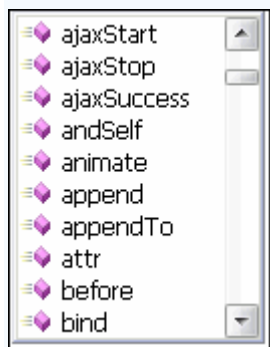 ajaxStart
ajaxStop
ajaxSuccess
andSelf
animate
append
appendTo
attr
before
bind